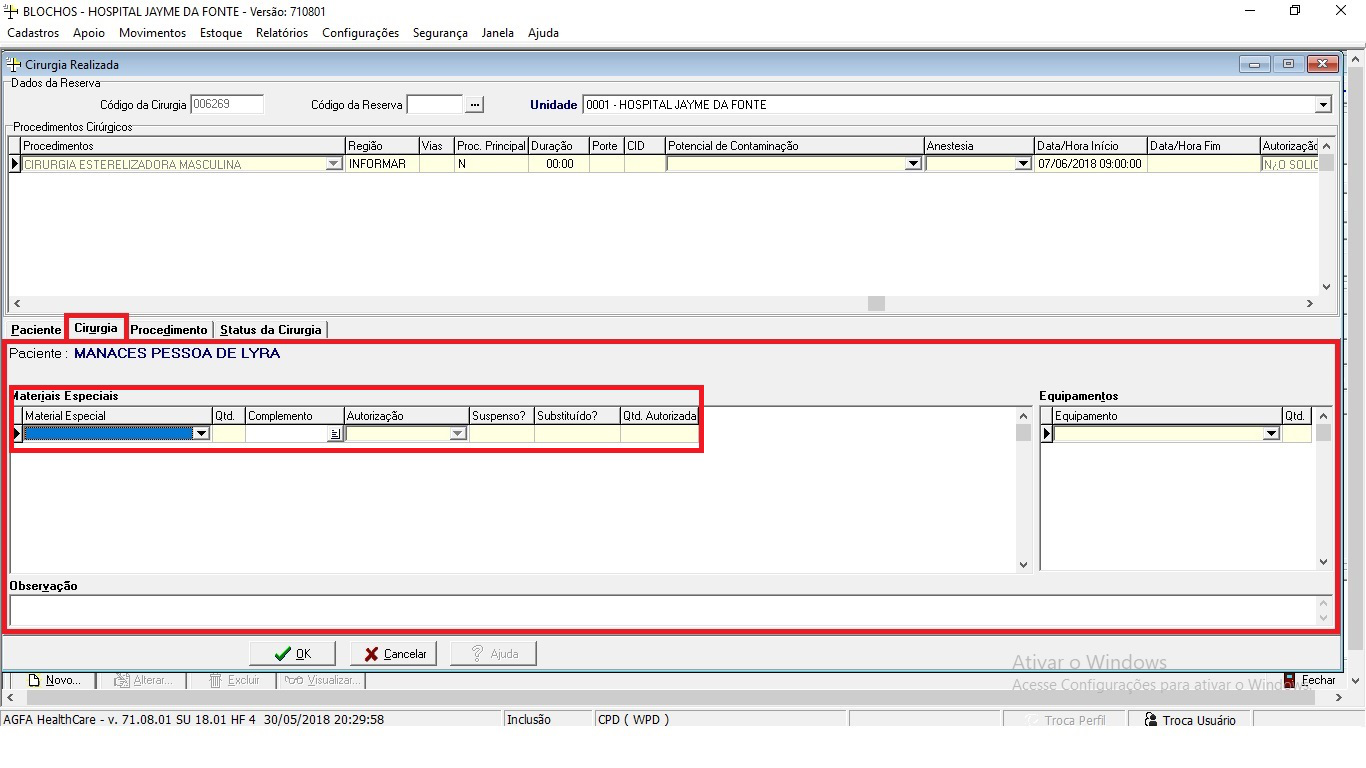 BLOCHOS - HOSPITAL JAYME DA FONTE - Versão: 710801
Cadastros Apoio Movimentos Estoque Relatórios Configurações Segurança Janela Ajuda
Cirurgia Realizada
Dados da Reserva
Código da Cirurgia 006269 Código da Reserva ... Unidade 0001 - HOSPITAL JAYME DA FONTE
Procedimentos Cirúrgicos
Procedimentos Região Vias Proc. Principal Duração Porte CID Potencial de Contaminação Anestesia Data/Hora Início Data/Hora Fim Autorização
CIRURGIA ESTERELIZADORA MASCULINA INFORMAR N 00:00 07/06/2018 09:00:00 N¿O SOLIC
Paciente Cirurgia Procedimento Status da Cirurgia
Paciente : MANACES PESSOA DE LYRA
Materiais Especiais Equipamentos
Material Especial Qtd. Complemento Autorização Suspenso? Substituído? Qtd. Autorizada Equipamento Qtd.
Observação
OK Cancelar ? Ajuda
Ativar o Windows
Acesse Configurações para ativar o Windows.
Novo... Alterar... Excluir Visualizar... Fechar
AGFA HealthCare - v. 71.08.01 SU 18.01 HF 4 30/05/2018 20:29:58 Inclusão CPD ( WPD ) Troca Perfil Troca Usuário